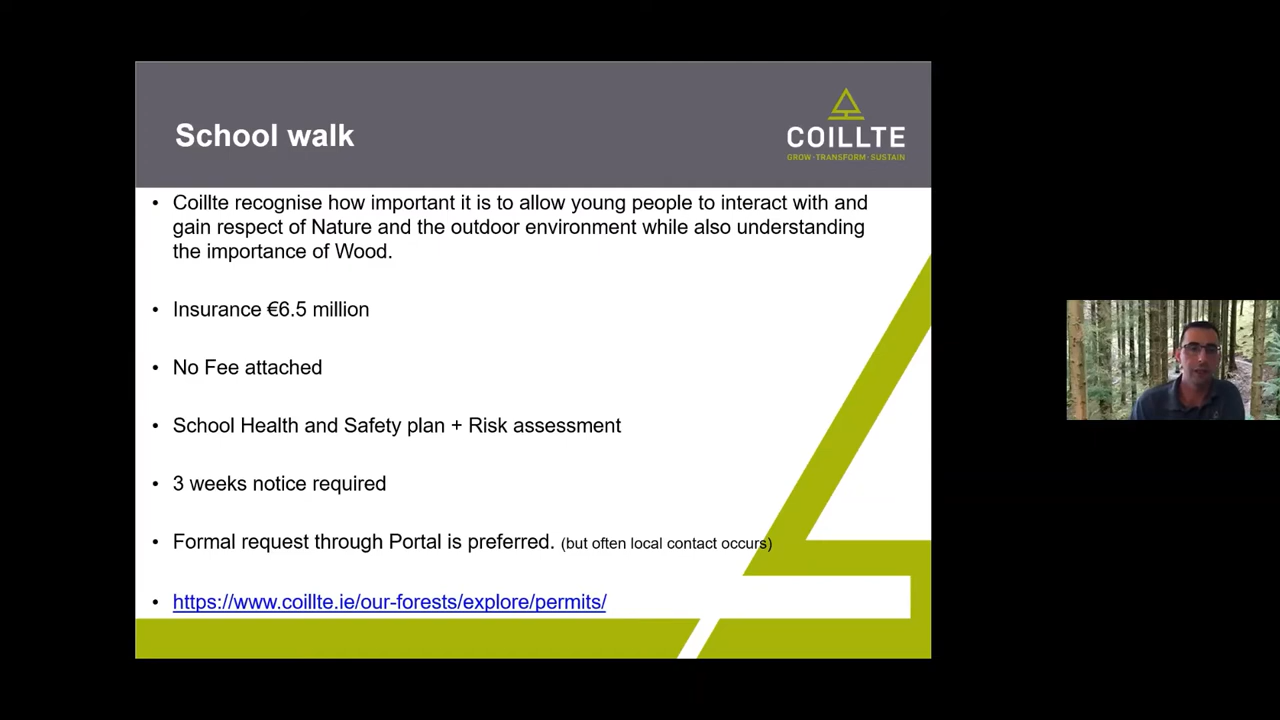 School walk
COILLTE
GROW·TRANSFORM·SUSTAIN
• Coillte recognise how important it is to allow young people to interact with and
gain respect of Nature and the outdoor environment while also understanding
the importance of Wood.
• Insurance €6.5 million
• No Fee attached
• School Health and Safety plan + Risk assessment
• 3 weeks notice required
• Formal request through Portal is preferred. (but often local contact occurs)
• https://www.coillte.ie/our-forests/explore/permits/